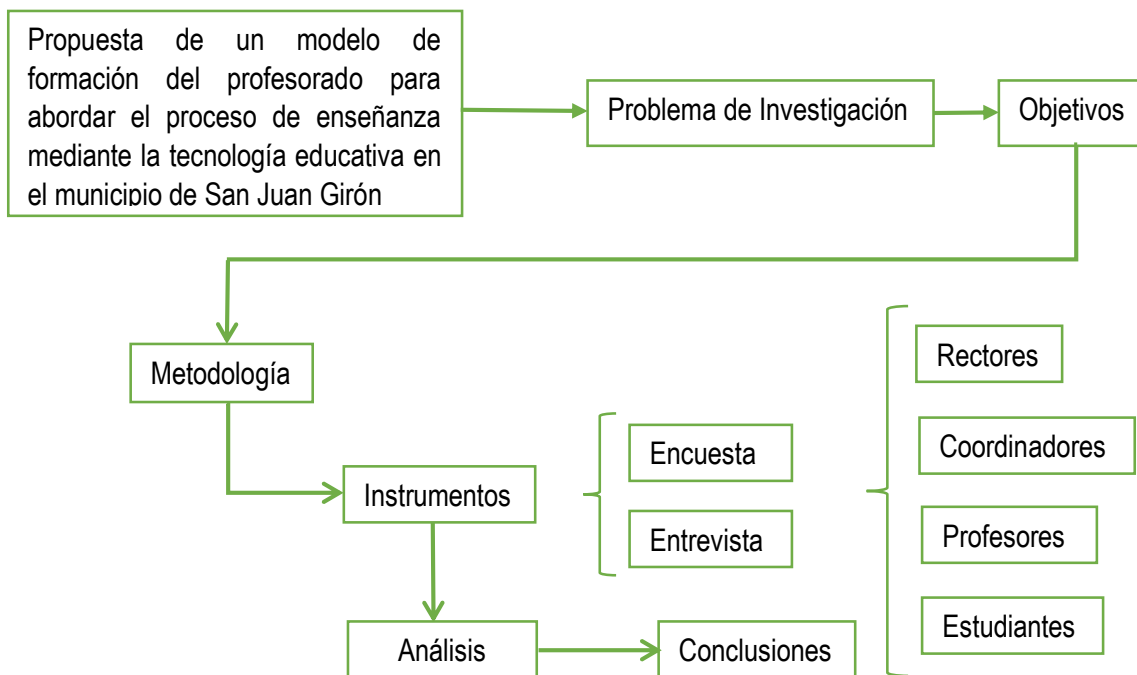 Propuesta de un modelo de
formación del profesorado para
abordar el proceso de enseñanza
mediante la tecnología educativa en
el municipio de San Juan Girón
Problema de Investigación
Objetivos
Metodología
Instrumentos
Encuesta
Entrevista
Rectores
Coordinadores
Profesores
Estudiantes
Análisis
Conclusiones